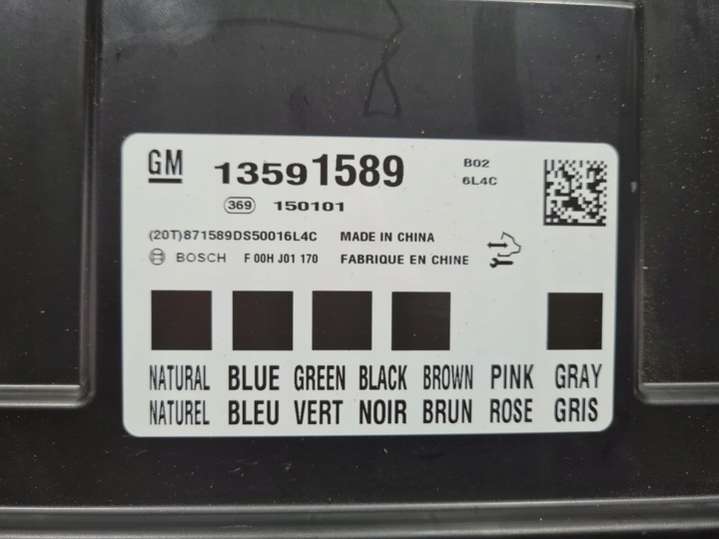 GM 13591589 B02
6L4C
369 150101
(20T)871589DS50016L4C MADE IN CHINA
BOSCH F 00H J01 170 FABRIQUE EN CHINE
NATURAL BLUE GREEN BLACK BROWN PINK GRAY
NATUREL BLEU VERT NOIR BRUN ROSE GRIS